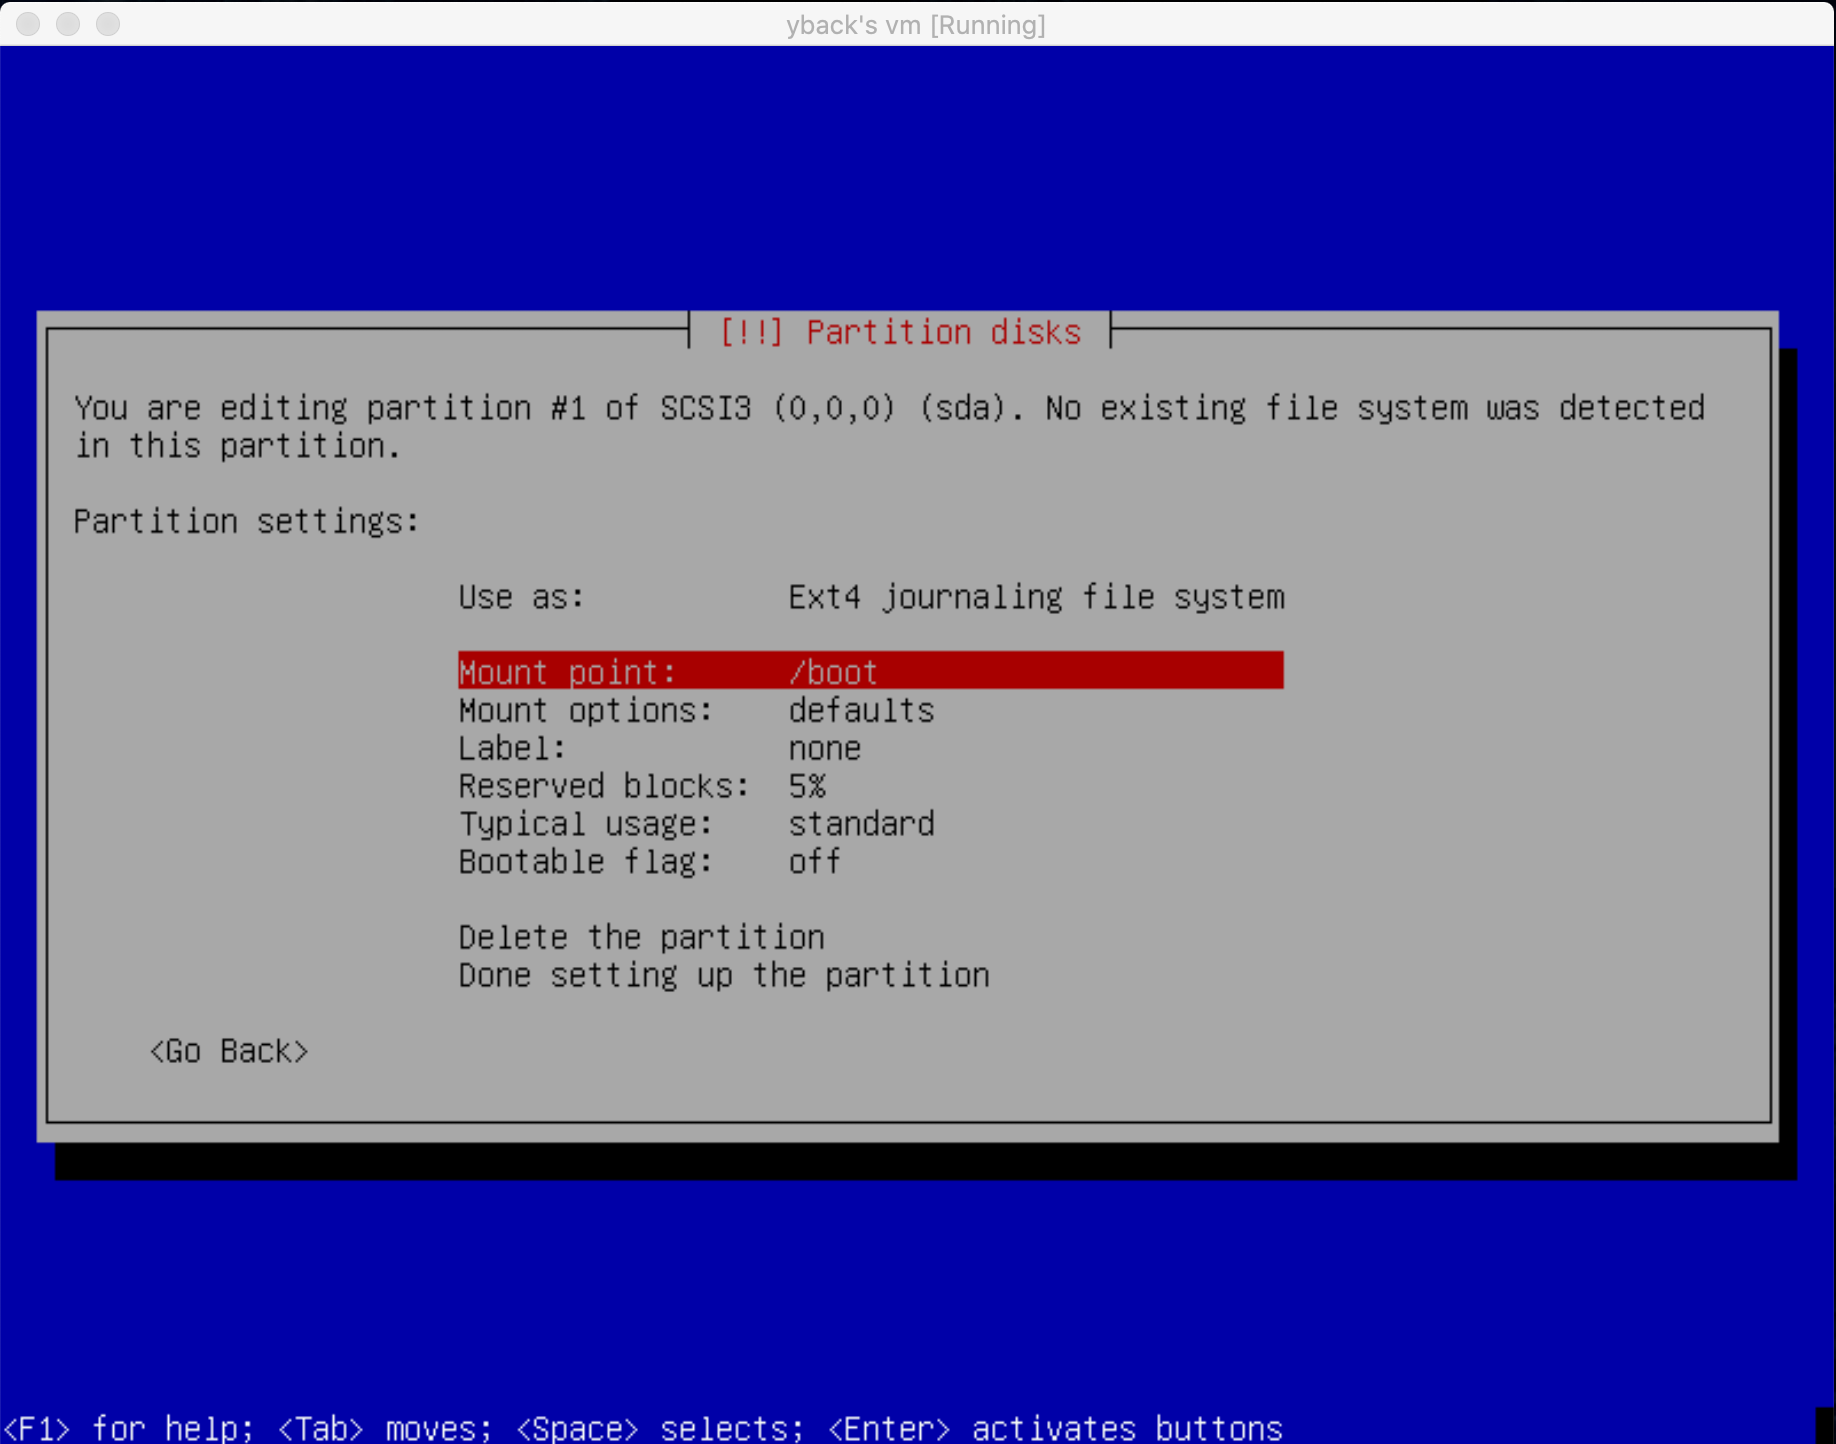 yback's vm [Running]
[!!] Partition disks
You are editing partition #1 of SCSI3 (0,0,0) (sda). No existing file system was detected
in this partition.
Partition settings:
Use as: Ext4 journaling file system
Mount point: /boot
Mount options: defaults
Label: none
Reserved blocks: 5%
Typical usage: standard
Bootable flag: off
Delete the partition
Done setting up the partition
<Go Back>
<F1> for help; <Tab> moves; <Space> selects; <Enter> activates buttons